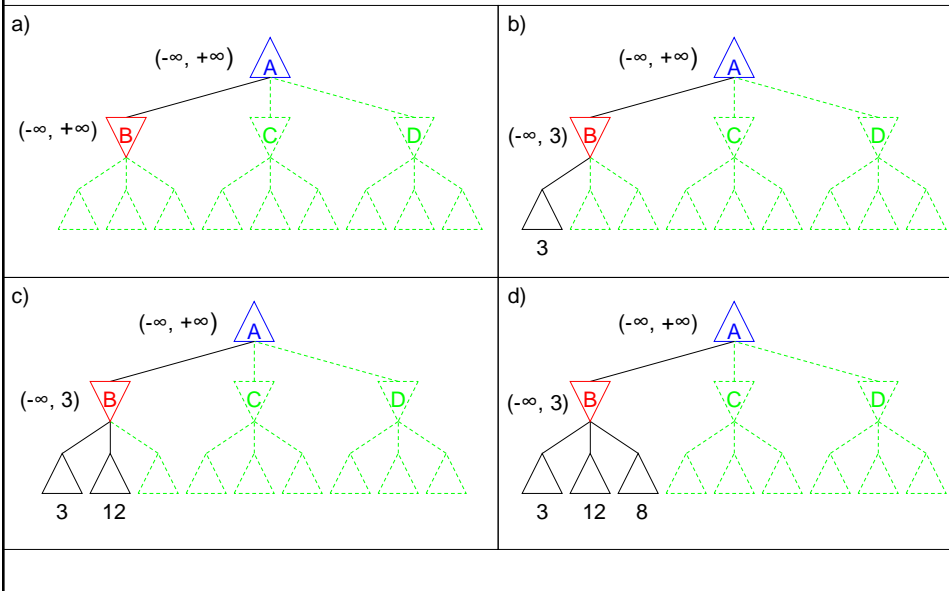 a)
(-∞, +∞)
A
(-∞, +∞)
B
C
D
b)
(-∞, +∞)
A
(-∞, 3)
B
C
D
3
c)
(-∞, +∞)
A
(-∞, 3)
B
C
D
3 12
d)
(-∞, +∞)
A
(-∞, 3)
B
C
D
3 12 8